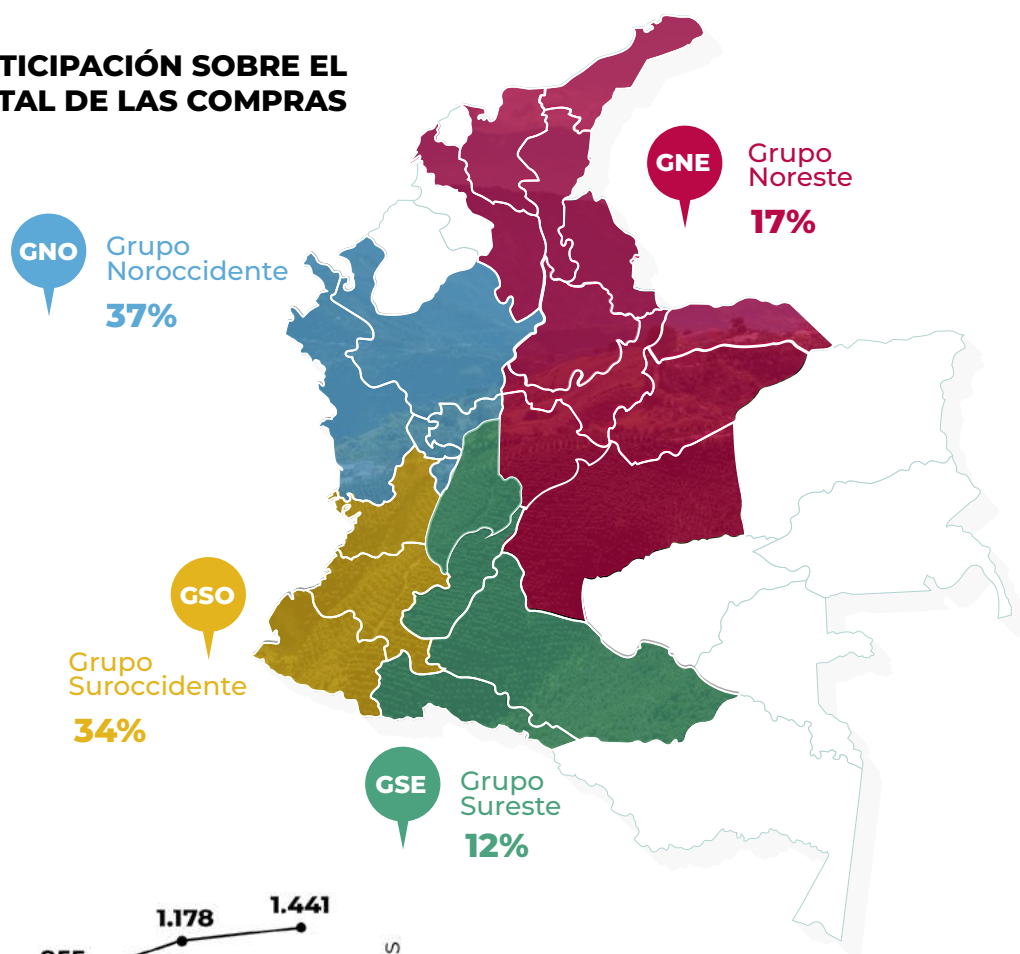 TICIPACIÓN SOBRE EL
TAL DE LAS COMPRAS
GNE
Grupo
Noreste
17%
GNO
Grupo
Noroccidente
37%
GSO
Grupo
Suroccidente
34%
GSE
Grupo
Sureste
12%
1.178
1.441